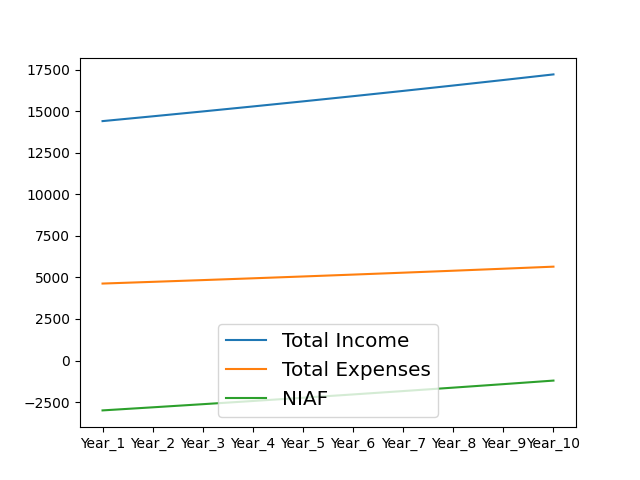 17500
15000
12500
10000
7500
5000
2500
0
−2500
Total Income
Total Expenses
NIAF
Year_1 Year_2 Year_3 Year_4 Year_5 Year_6 Year_7 Year_8 Year_9 Year_10